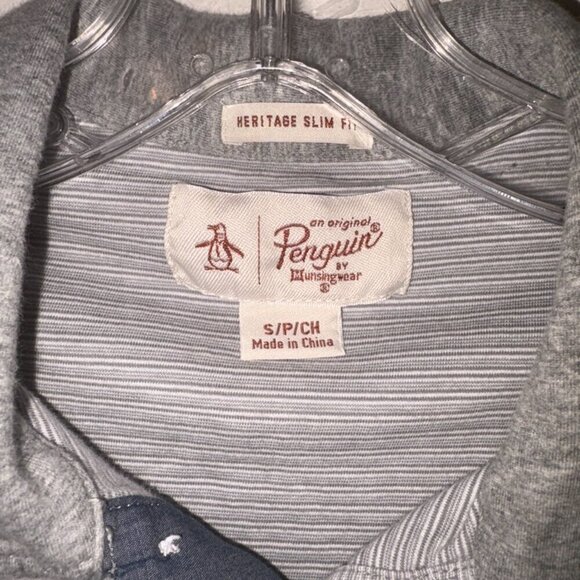 HERITAGE SLIM FIT
an original
Penguin®
BY
Munsingwear
®
S/P/CH
Made in China